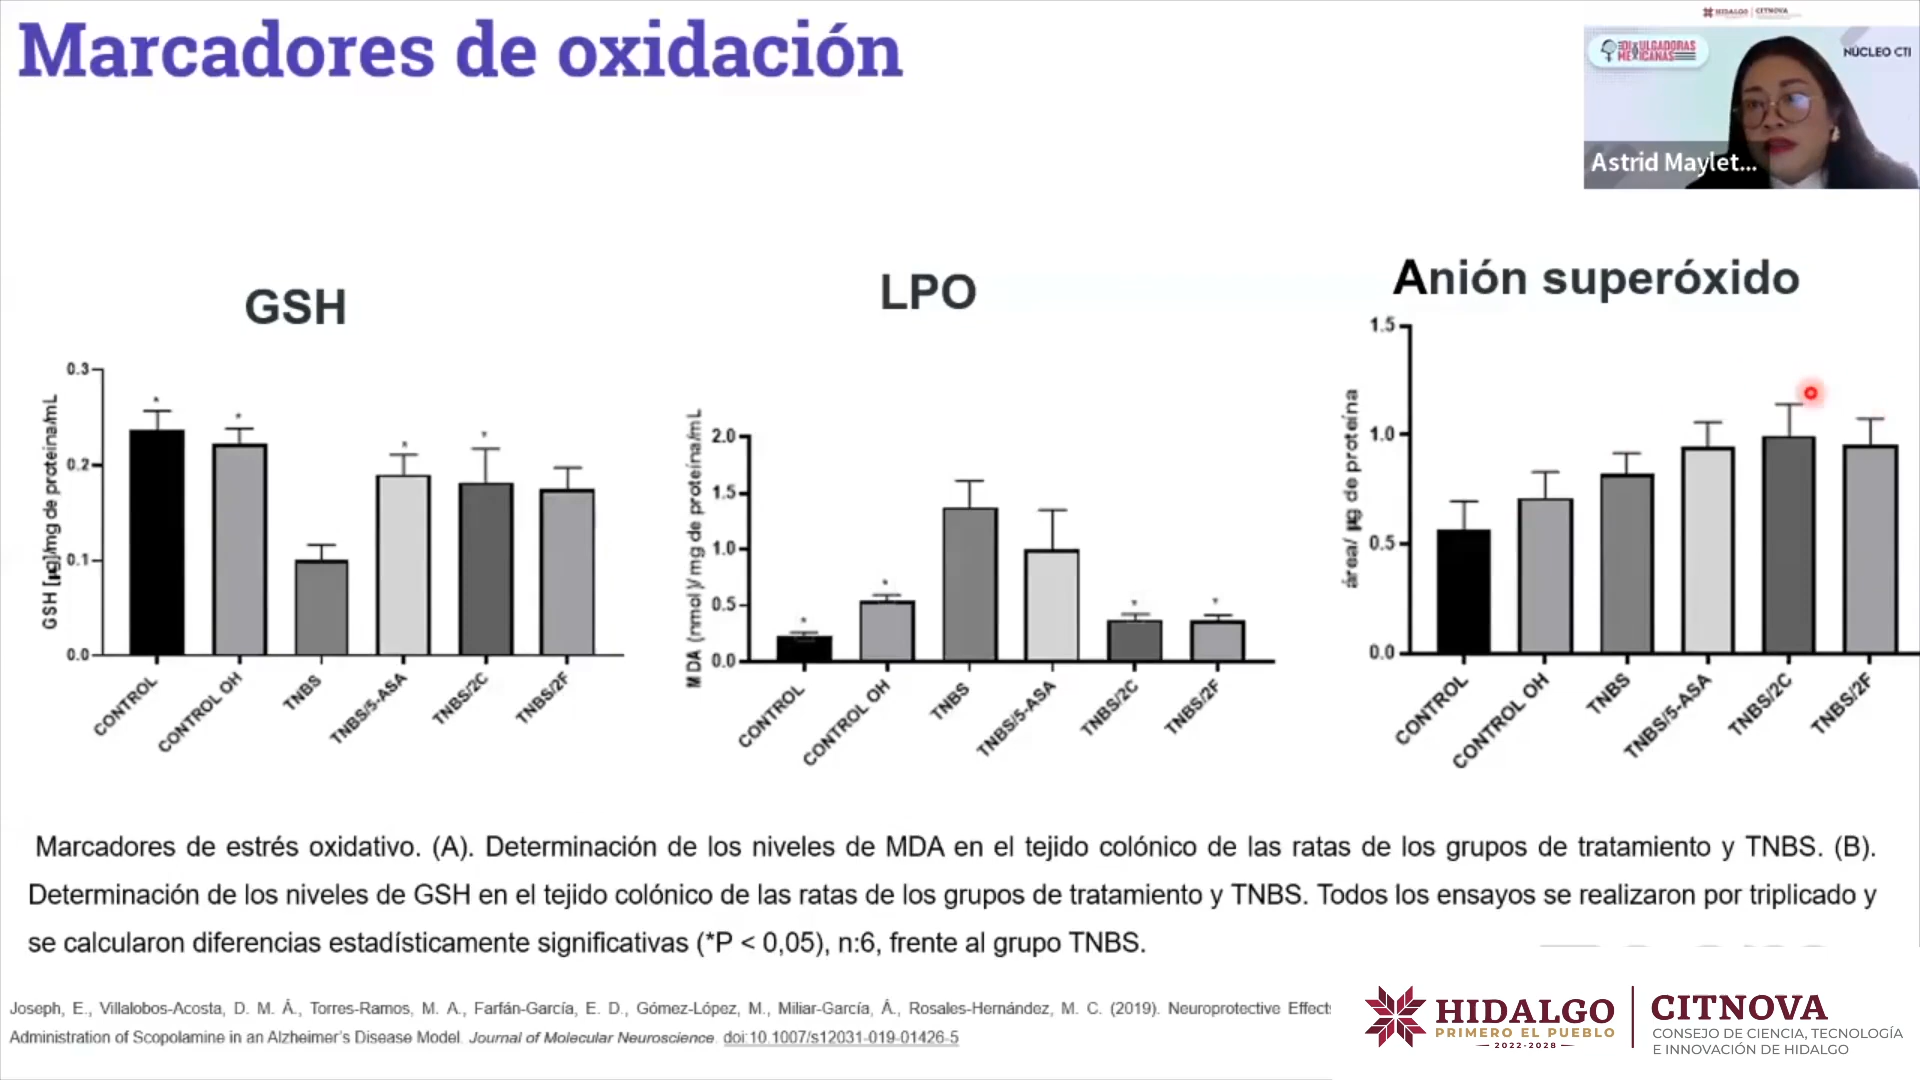 Marcadores de oxidación
HIDALGO | CITNOVA
DIVULGADORAS
MEXICANAS
NÚCLEO CTI
Astrid Maylet...
GSH
GSH [µg]/mg de proteína/mL
0.3
0.2
0.1
0.0
* * * *
CONTROL
CONTROL OH
TNBS
TNBS/5-ASA
TNBS/2C
TNBS/2F
LPO
MDA (nmol)/ mg de proteína/mL
2.0
1.5
1.0
0.5
0.0
* * * *
CONTROL
CONTROL OH
TNBS
TNBS/5-ASA
TNBS/2C
TNBS/2F
Anión superóxido
área/ µg de proteína
1.5
1.0
0.5
0.0
CONTROL
CONTROL OH
TNBS
TNBS/5-ASA
TNBS/2C
TNBS/2F
Marcadores de estrés oxidativo. (A). Determinación de los niveles de MDA en el tejido colónico de las ratas de los grupos de tratamiento y TNBS. (B).
Determinación de los niveles de GSH en el tejido colónico de las ratas de los grupos de tratamiento y TNBS. Todos los ensayos se realizaron por triplicado y
se calcularon diferencias estadísticamente significativas (*P < 0,05), n:6, frente al grupo TNBS.
Joseph, E., Villalobos-Acosta, D. M. Á., Torres-Ramos, M. A., Farfán-García, E. D., Gómez-López, M., Miliar-García, Á., Rosales-Hernández, M. C. (2019). Neuroprotective Effects
Administration of Scopolamine in an Alzheimer's Disease Model. Journal of Molecular Neuroscience. doi:10.1007/s12031-019-01426-5
HIDALGO
PRIMERO EL PUEBLO
2022-2028
CITNOVA
CONSEJO DE CIENCIA, TECNOLOGÍA
E INNOVACIÓN DE HIDALGO